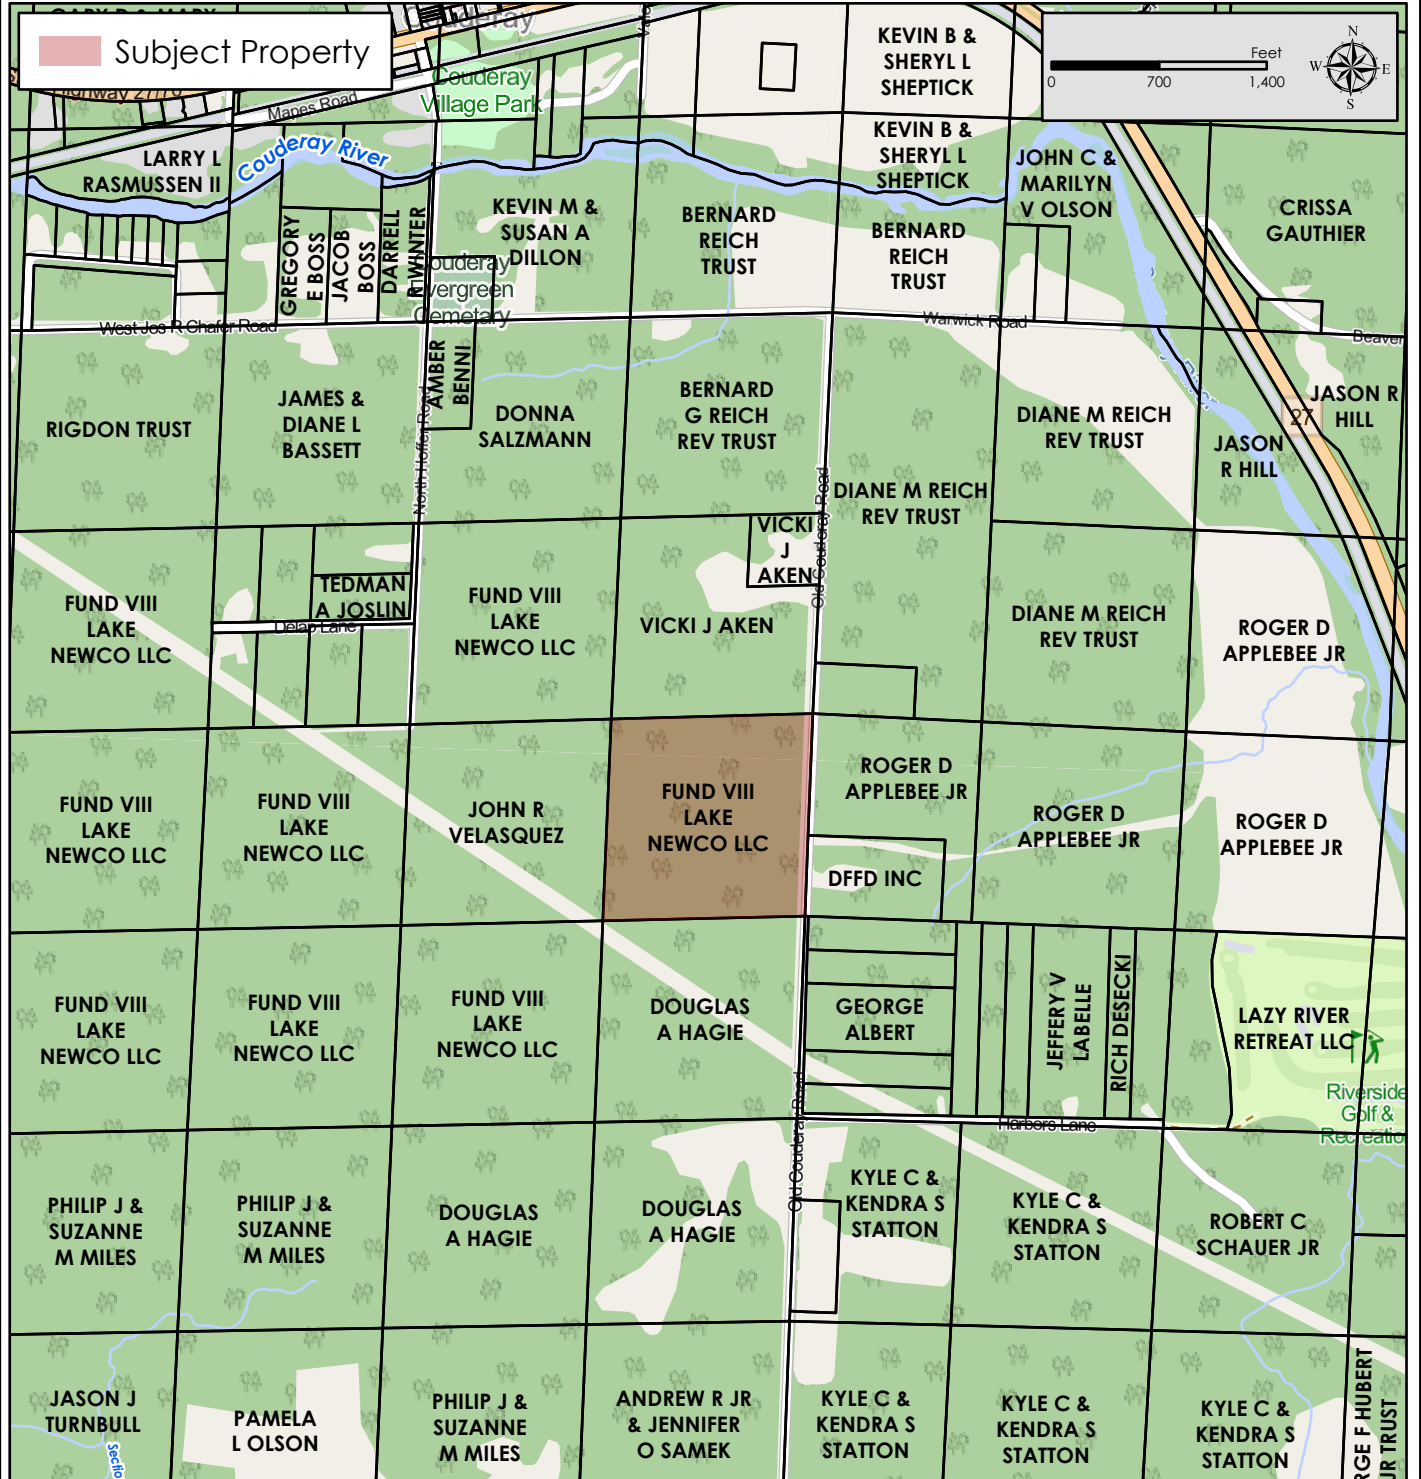 Subject Property
Couderay
Highway 27/70
Mapes Road
Couderay
Village Park
KEVIN B &
SHERYL L
SHEPTICK
Feet
0
700
1,400
N
W
E
S
LARRY L
RASMUSSEN II
Couderay River
KEVIN B &
SHERYL L
SHEPTICK
JOHN C &
MARILYN
V OLSON
CRISSA
GAUTHIER
GREGORY
E BOSS
JACOB
BOSS
DARRELL
R WINTER
KEVIN M &
SUSAN A
DILLON
Couderay
Evergreen
Cemetary
BERNARD
REICH
TRUST
BERNARD
REICH
TRUST
West Jos R Chafer Road
Warwick Road
Beaver
RIGDON TRUST
JAMES &
DIANE L
BASSETT
North Hoffer Road
AMBER
BENNI
DONNA
SALZMANN
BERNARD
G REICH
REV TRUST
DIANE M REICH
REV TRUST
DIANE M REICH
REV TRUST
JASON
R HILL
27
JASON R
HILL
FUND VIII
LAKE
NEWCO LLC
TEDMAN
A JOSLIN
Delap Lane
FUND VIII
LAKE
NEWCO LLC
VICKI
J
AKEN
VICKI J AKEN
Old Couderay Road
DIANE M REICH
REV TRUST
ROGER D
APPLEBEE JR
FUND VIII
LAKE
NEWCO LLC
FUND VIII
LAKE
NEWCO LLC
JOHN R
VELASQUEZ
FUND VIII
LAKE
NEWCO LLC
ROGER D
APPLEBEE JR
DFFD INC
ROGER D
APPLEBEE JR
ROGER D
APPLEBEE JR
FUND VIII
LAKE
NEWCO LLC
FUND VIII
LAKE
NEWCO LLC
FUND VIII
LAKE
NEWCO LLC
DOUGLAS
A HAGIE
GEORGE
ALBERT
JEFFERY V
LABELLE
RICH DESECKI
LAZY RIVER
RETREAT LLC
Riverside
Golf &
Recreatio
Harbors Lane
Old Couderay Road
PHILIP J &
SUZANNE
M MILES
PHILIP J &
SUZANNE
M MILES
DOUGLAS
A HAGIE
DOUGLAS
A HAGIE
KYLE C &
KENDRA S
STATTON
KYLE C &
KENDRA S
STATTON
ROBERT C
SCHAUER JR
JASON J
TURNBULL
Sectio
PAMELA
L OLSON
PHILIP J &
SUZANNE
M MILES
ANDREW R JR
& JENNIFER
O SAMEK
KYLE C &
KENDRA S
STATTON
KYLE C &
KENDRA S
STATTON
KYLE C &
KENDRA S
STATTON
RGE F HUBERT
JR TRUST